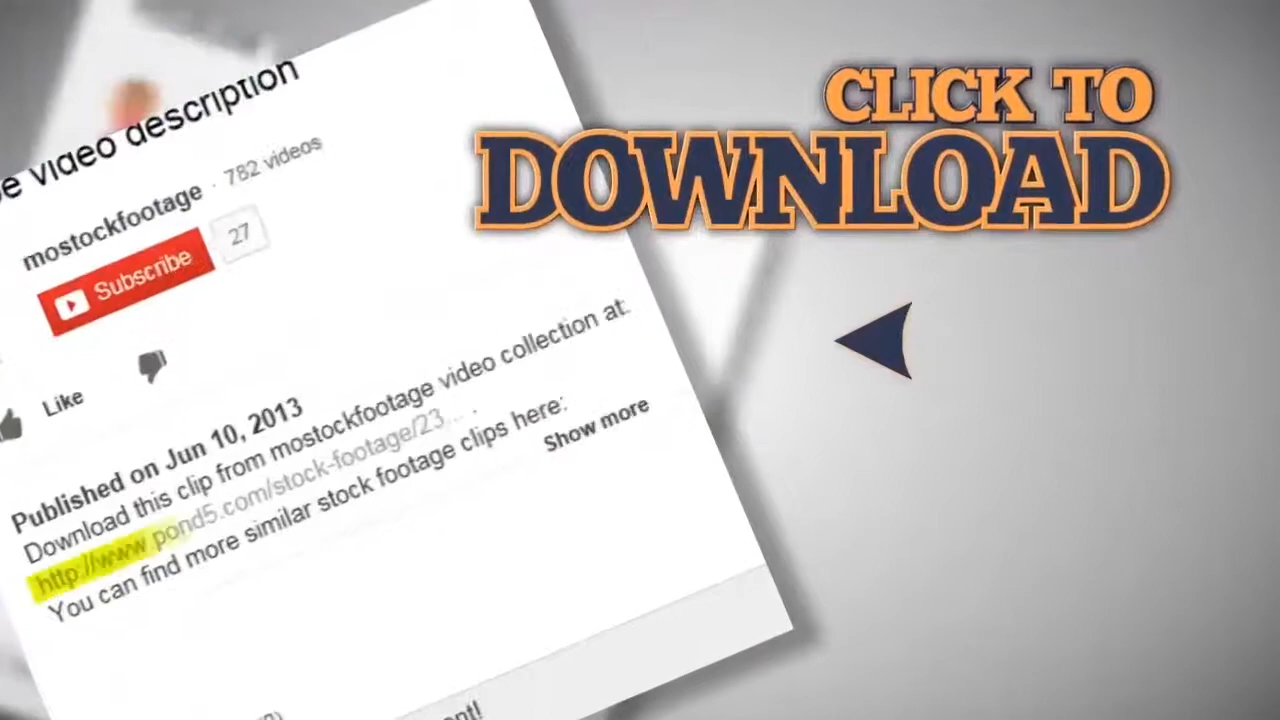 video description
mostockfootage · 782 videos
Subscribe 27
Like
Published on Jun 10, 2013
Download this clip from mostockfootage video collection at:
http://www.pond5.com/stock-footage/23...
You can find more similar stock footage clips here:
Show more
CLICK TO
DOWNLOAD